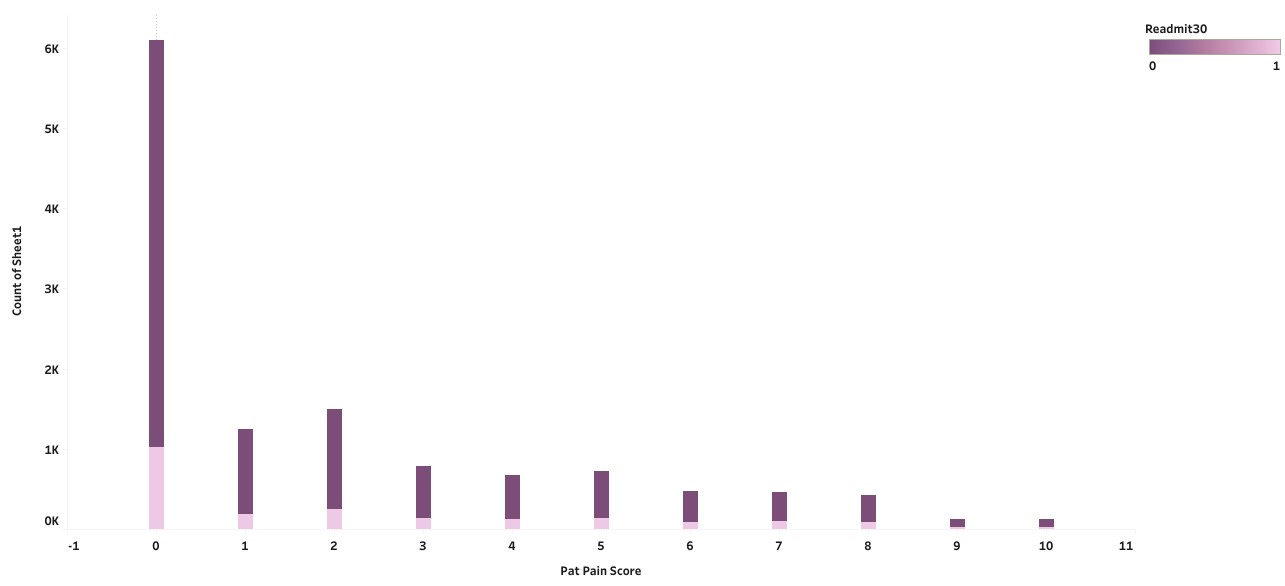 Readmit30
0 1
6K
5K
4K
3K
2K
1K
0K
Count of Sheet1
-1 0 1 2 3 4 5 6 7 8 9 10 11
Pat Pain Score